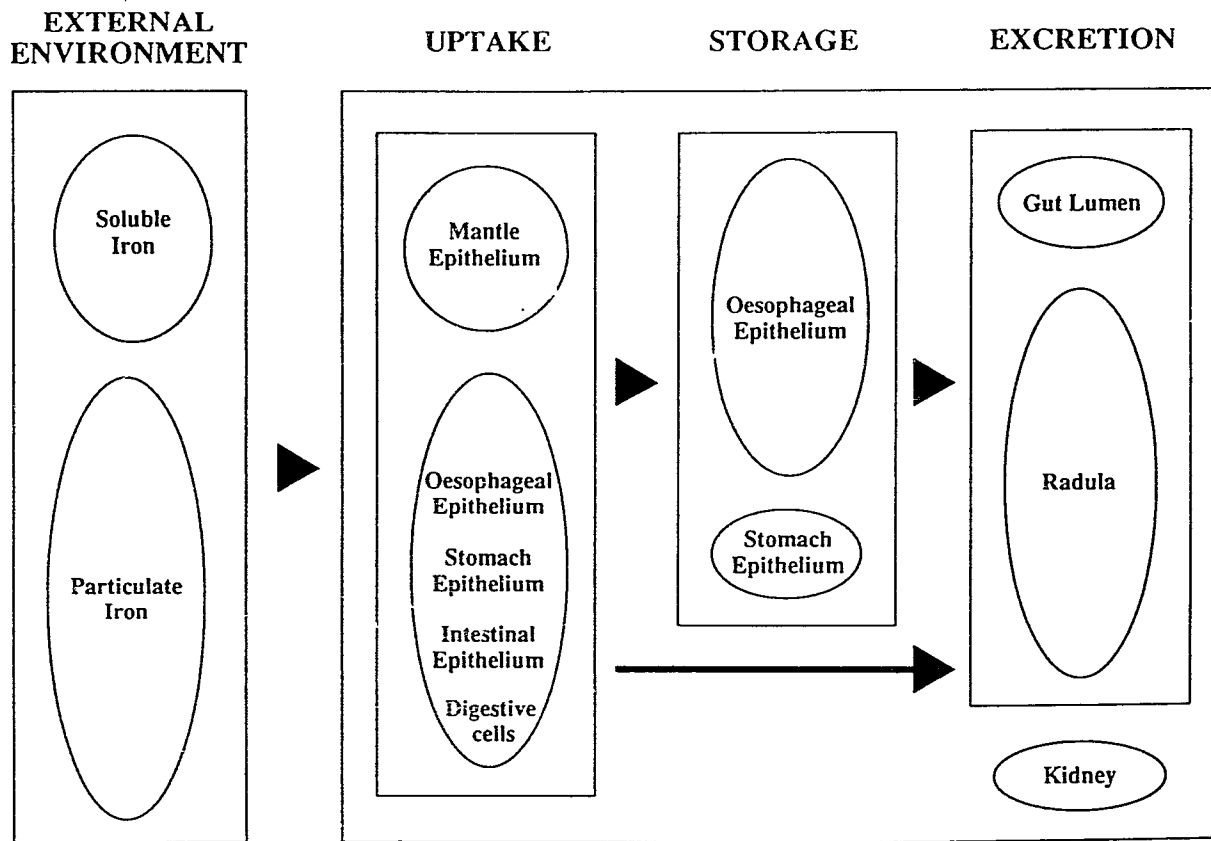 EXTERNAL
ENVIRONMENT
UPTAKE
STORAGE
EXCRETION
Soluble
Iron
Particulate
Iron
Mantle
Epithelium
Oesophageal
Epithelium
Stomach
Epithelium
Intestinal
Epithelium
Digestive
cells
Oesophageal
Epithelium
Stomach
Epithelium
Gut Lumen
Radula
Kidney